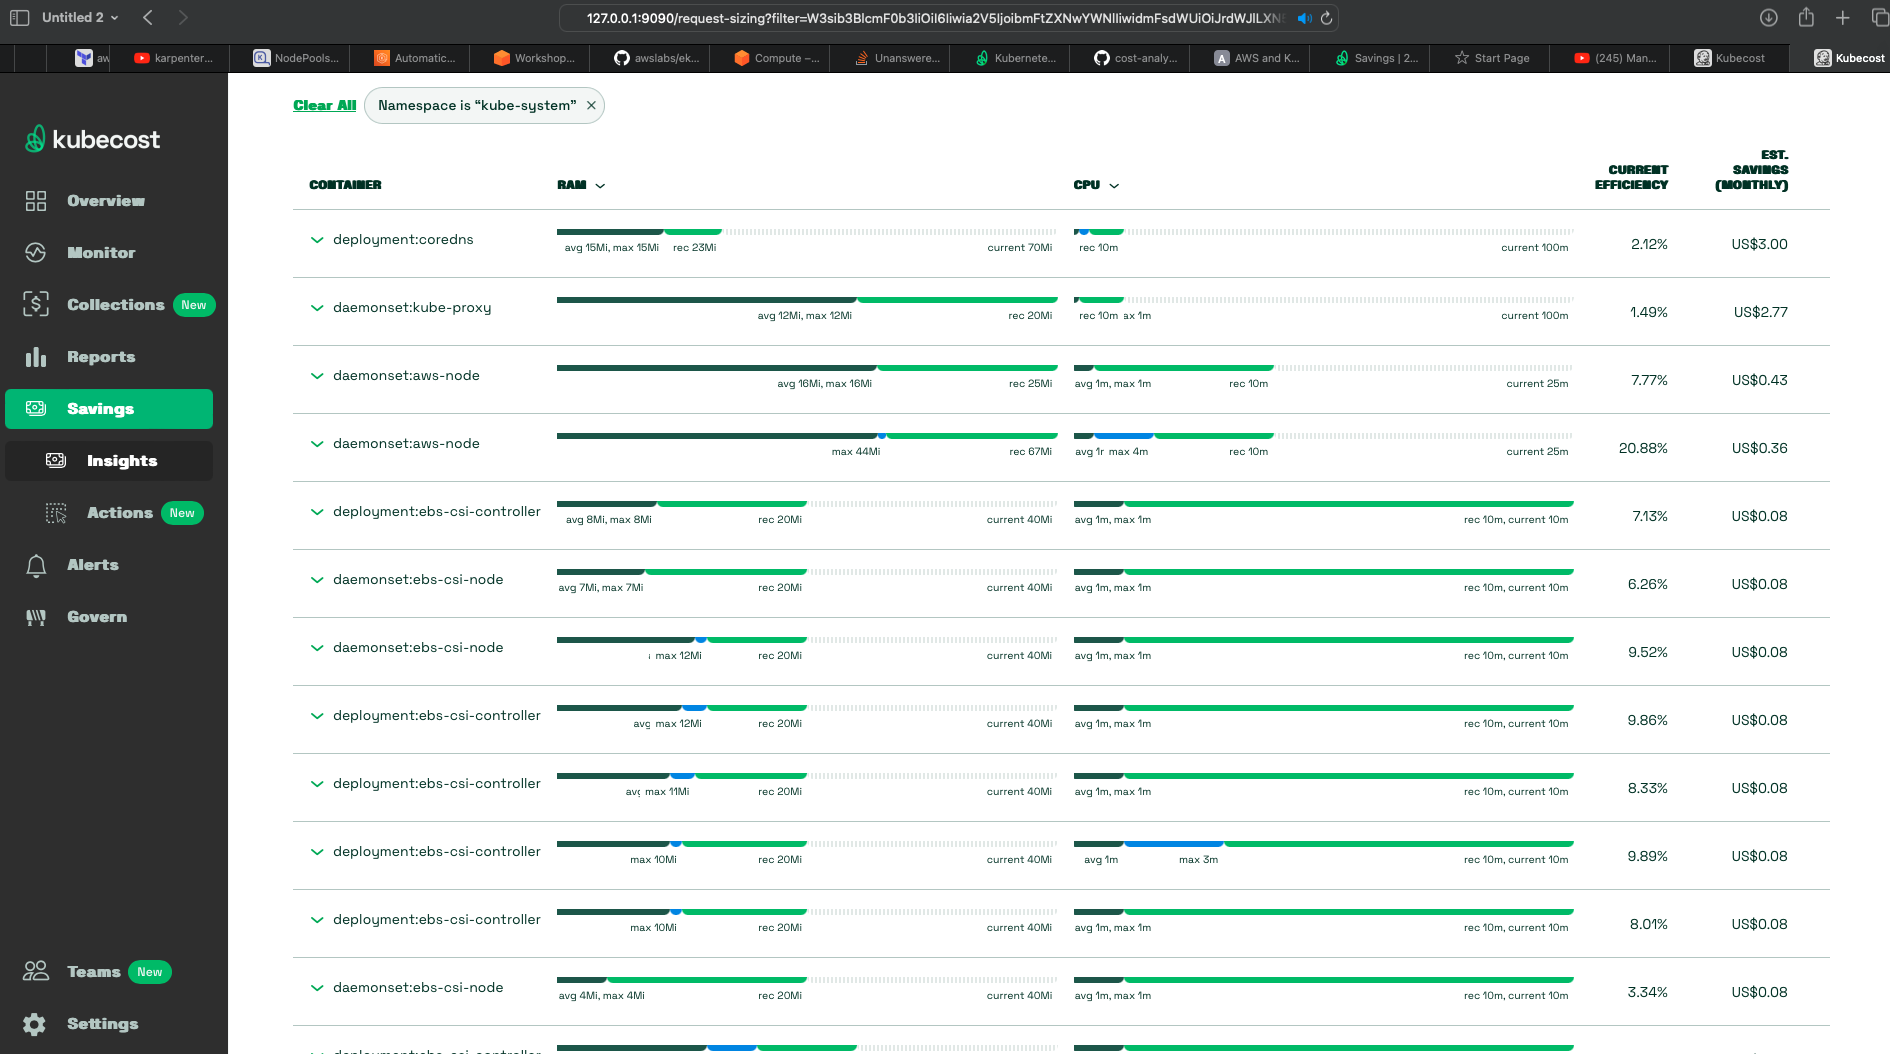 Untitled 2
127.0.0.1:9090/request-sizing?filter=
aw
karpenter...
NodePools...
Automatic...
Workshop...
awslabs/ek...
Compute –...
Unanswere...
Kubernete...
cost-analy...
AWS and K...
Savings | 2...
Start Page
(245) Man...
Kubecost
Kubecost
kubecost
Overview
Monitor
Collections New
Reports
Savings
Insights
Actions New
Alerts
Govern
Teams New
Settings
Clear All Namespace is “kube-system”
CONTAINER RAM CPU CURRENT EFFICIENCY EST. SAVINGS (MONTHLY)
deployment:coredns
avg 15Mi, max 15Mi rec 23Mi current 70Mi rec 10m current 100m 2.12% US$3.00
daemonset:kube-proxy
avg 12Mi, max 12Mi rec 20Mi rec 10m ax 1m current 100m 1.49% US$2.77
daemonset:aws-node
avg 16Mi, max 16Mi rec 25Mi avg 1m, max 1m rec 10m current 25m 7.77% US$0.43
daemonset:aws-node
max 44Mi rec 67Mi avg 1r max 4m rec 10m current 25m 20.88% US$0.36
deployment:ebs-csi-controller
avg 8Mi, max 8Mi rec 20Mi current 40Mi avg 1m, max 1m rec 10m, current 10m 7.13% US$0.08
daemonset:ebs-csi-node
avg 7Mi, max 7Mi rec 20Mi current 40Mi avg 1m, max 1m rec 10m, current 10m 6.26% US$0.08
daemonset:ebs-csi-node
max 12Mi rec 20Mi current 40Mi avg 1m, max 1m rec 10m, current 10m 9.52% US$0.08
deployment:ebs-csi-controller
avg max 12Mi rec 20Mi current 40Mi avg 1m, max 1m rec 10m, current 10m 9.86% US$0.08
deployment:ebs-csi-controller
avg max 11Mi rec 20Mi current 40Mi avg 1m, max 1m rec 10m, current 10m 8.33% US$0.08
deployment:ebs-csi-controller
max 10Mi rec 20Mi current 40Mi avg 1m max 3m rec 10m, current 10m 9.89% US$0.08
deployment:ebs-csi-controller
max 10Mi rec 20Mi current 40Mi avg 1m, max 1m rec 10m, current 10m 8.01% US$0.08
daemonset:ebs-csi-node
avg 4Mi, max 4Mi rec 20Mi current 40Mi avg 1m, max 1m rec 10m, current 10m 3.34% US$0.08
deployment:ebs-csi-controller